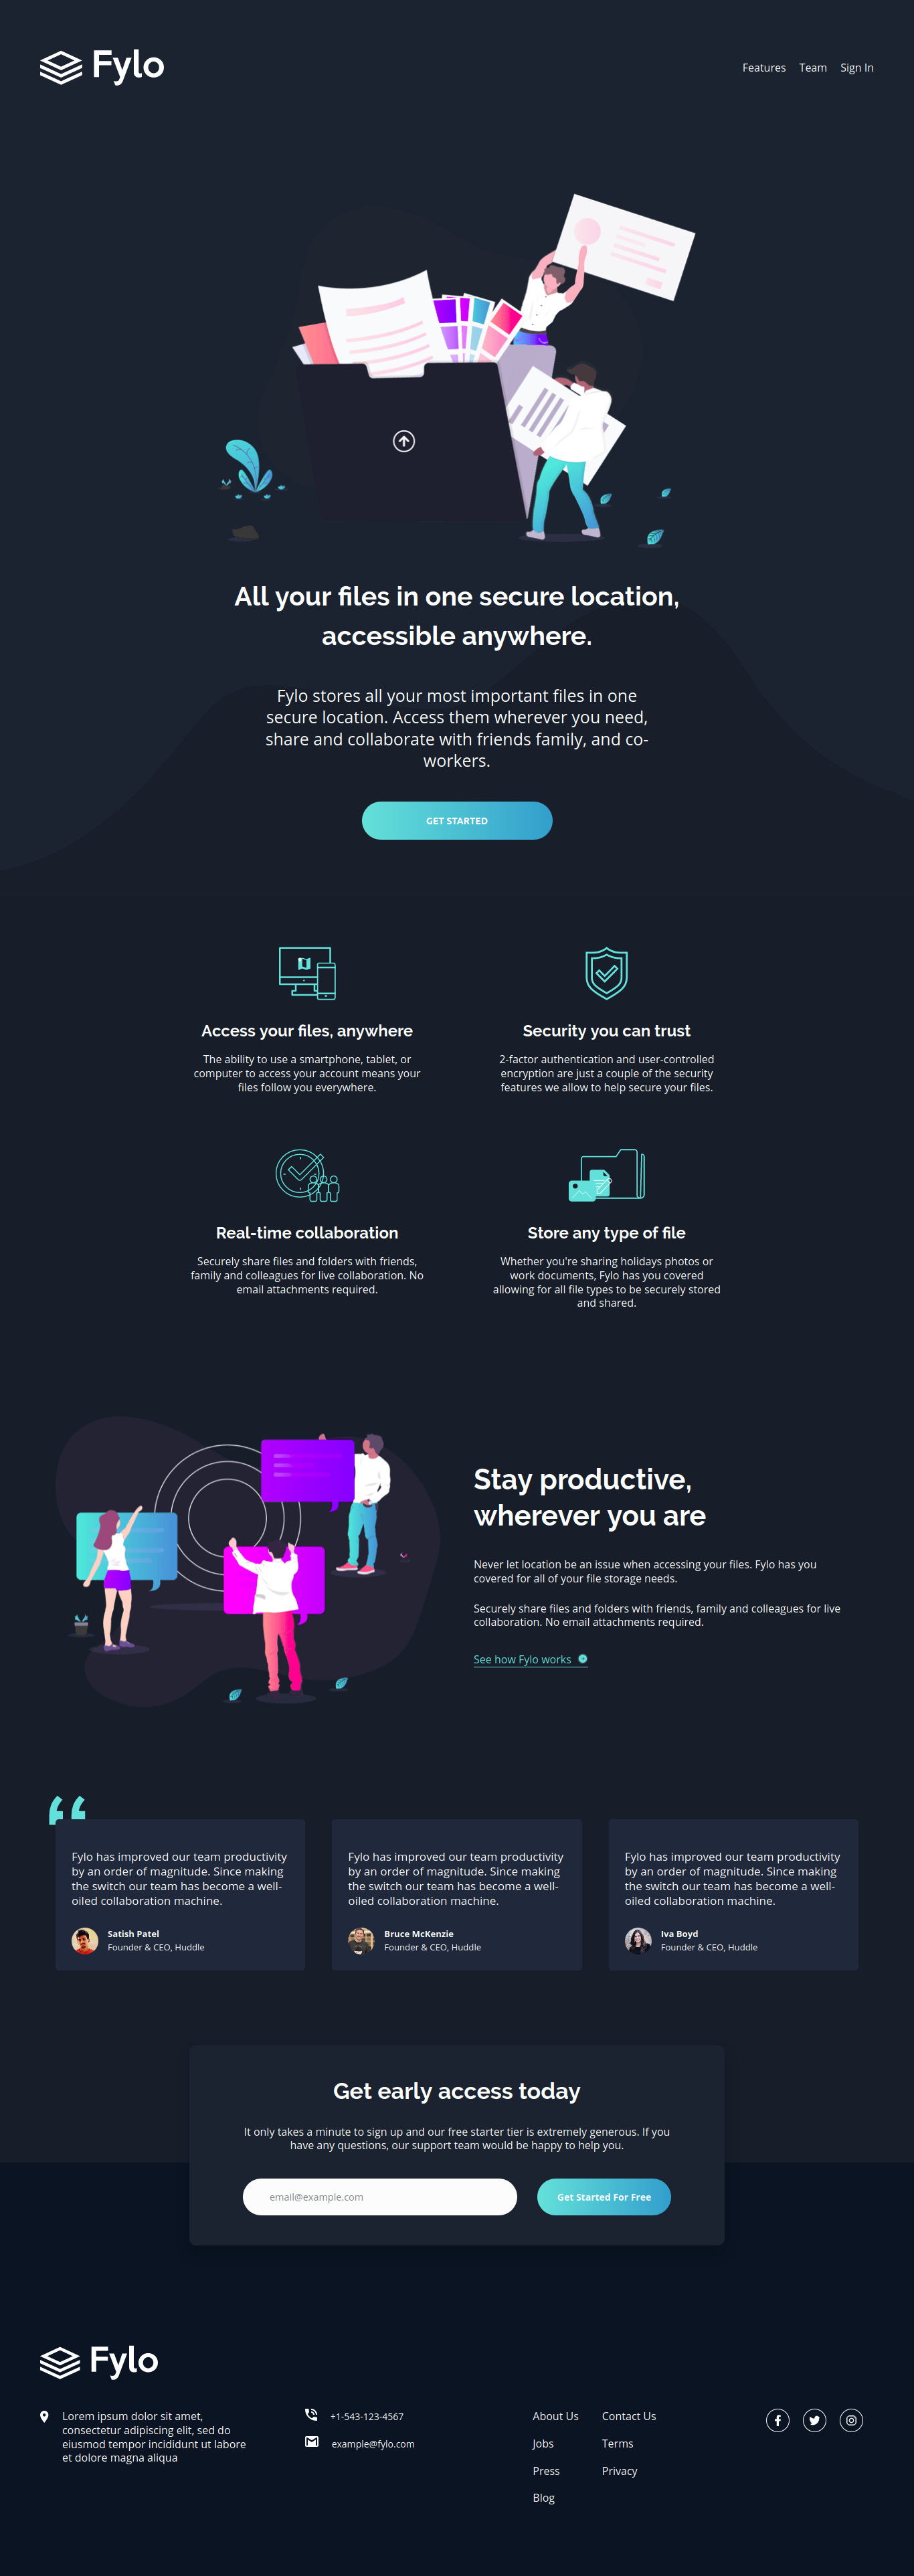 Fylo
Features Team Sign In
All your files in one secure location,
accessible anywhere.
Fylo stores all your most important files in one
secure location. Access them wherever you need,
share and collaborate with friends family, and co-
workers.
GET STARTED
Access your files, anywhere
The ability to use a smartphone, tablet, or
computer to access your account means your
files follow you everywhere.
Security you can trust
2-factor authentication and user-controlled
encryption are just a couple of the security
features we allow to help secure your files.
Real-time collaboration
Securely share files and folders with friends,
family and colleagues for live collaboration. No
email attachments required.
Store any type of file
Whether you're sharing holidays photos or
work documents, Fylo has you covered
allowing for all file types to be securely stored
and shared.
Stay productive,
wherever you are
Never let location be an issue when accessing your files. Fylo has you
covered for all of your file storage needs.
Securely share files and folders with friends, family and colleagues for live
collaboration. No email attachments required.
See how Fylo works
Fylo has improved our team productivity
by an order of magnitude. Since making
the switch our team has become a well-
oiled collaboration machine.
Satish Patel
Founder & CEO, Huddle
Fylo has improved our team productivity
by an order of magnitude. Since making
the switch our team has become a well-
oiled collaboration machine.
Bruce McKenzie
Founder & CEO, Huddle
Fylo has improved our team productivity
by an order of magnitude. Since making
the switch our team has become a well-
oiled collaboration machine.
Iva Boyd
Founder & CEO, Huddle
Get early access today
It only takes a minute to sign up and our free starter tier is extremely generous. If you
have any questions, our support team would be happy to help you.
email@example.com
Get Started For Free
Fylo
Lorem ipsum dolor sit amet,
consectetur adipiscing elit, sed do
eiusmod tempor incididunt ut labore
et dolore magna aliqua
+1-543-123-4567
example@fylo.com
About Us
Jobs
Press
Blog
Contact Us
Terms
Privacy